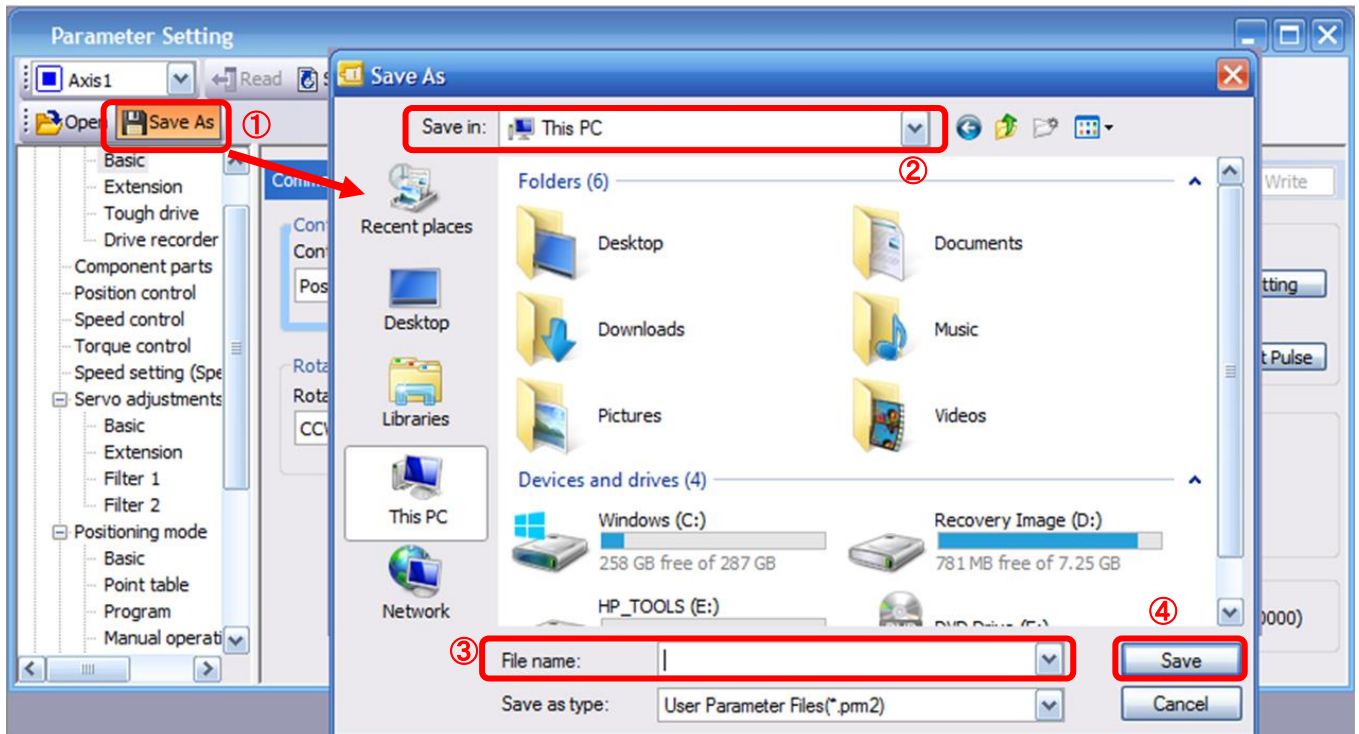 Parameter Setting
Axis1
Read
Open
Save As
①
Basic
Extension
Tough drive
Drive recorder
Component parts
Position control
Speed control
Torque control
Speed setting (Spe
Servo adjustments
Basic
Extension
Filter 1
Filter 2
Positioning mode
Basic
Point table
Program
Manual operati
Save As
Save in:
This PC
②
Recent places
Desktop
Libraries
This PC
Network
Folders (6)
Desktop
Documents
Downloads
Music
Pictures
Videos
Devices and drives (4)
Windows (C:)
258 GB free of 287 GB
Recovery Image (D:)
781 MB free of 7.25 GB
HP_TOOLS (E:)
③
File name:
④
Save
Save as type:
User Parameter Files(*.prm2)
Cancel
Write
tting
t Pulse
0000)